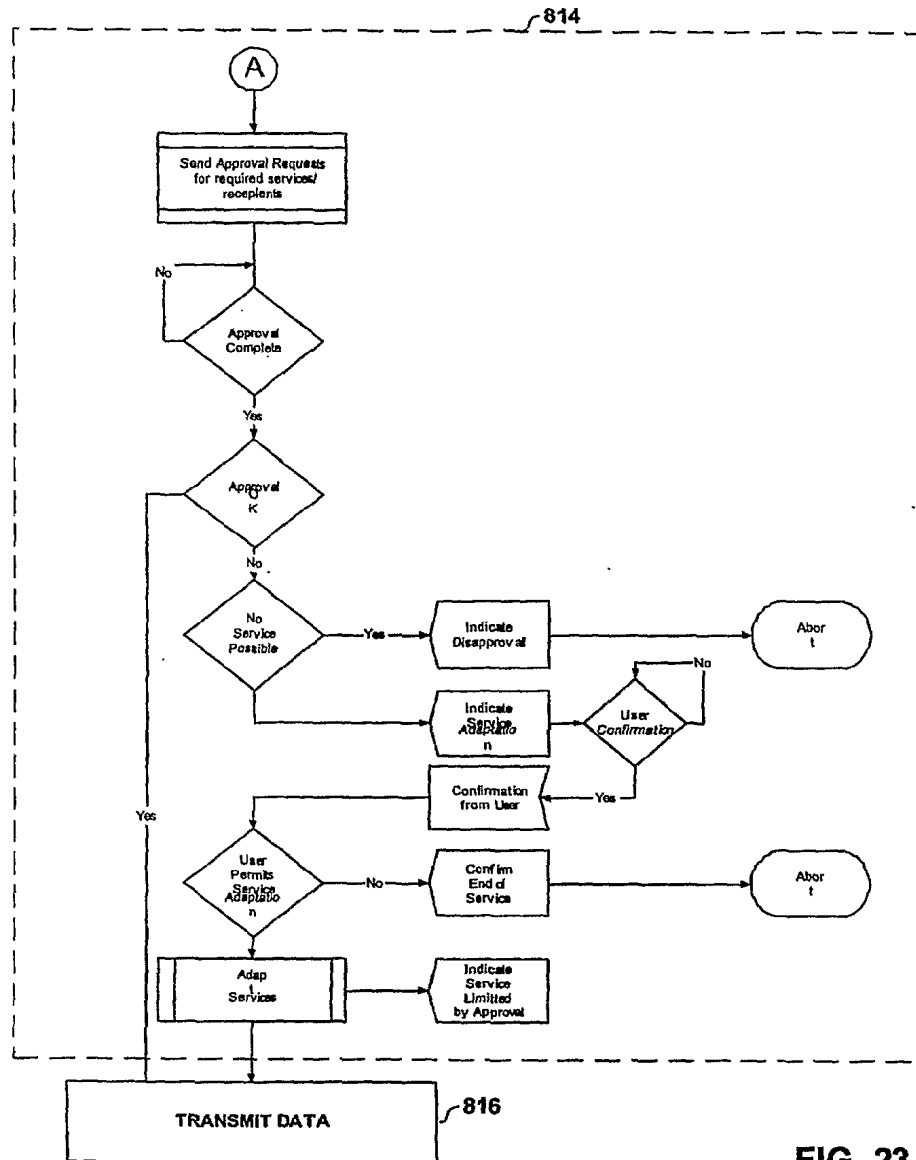 814
A
Send Approval Requests
for required services/
receplents
No
Approval
Complete
Yes
Approval
O
K
No
No
Service
Possible
Yes
Indicate
Disapproval
Abor
t
Indicate
Service
Adaptatio
n
No
User
Confirmation
Yes
Confirmation
from User
Yes
User
Permits
Service
Adaptatio
n
No
Confirm
End of
Service
Abor
t
Adap
t
Services
Indicate
Service
Limitted
by Approval
TRANSMIT DATA
816
FIG. 23